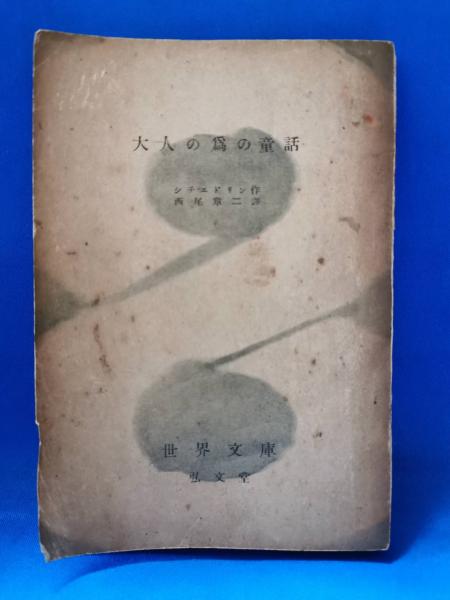 大人の爲の童話
シチエドリン作
西尾章二譯
世界文庫
弘文堂